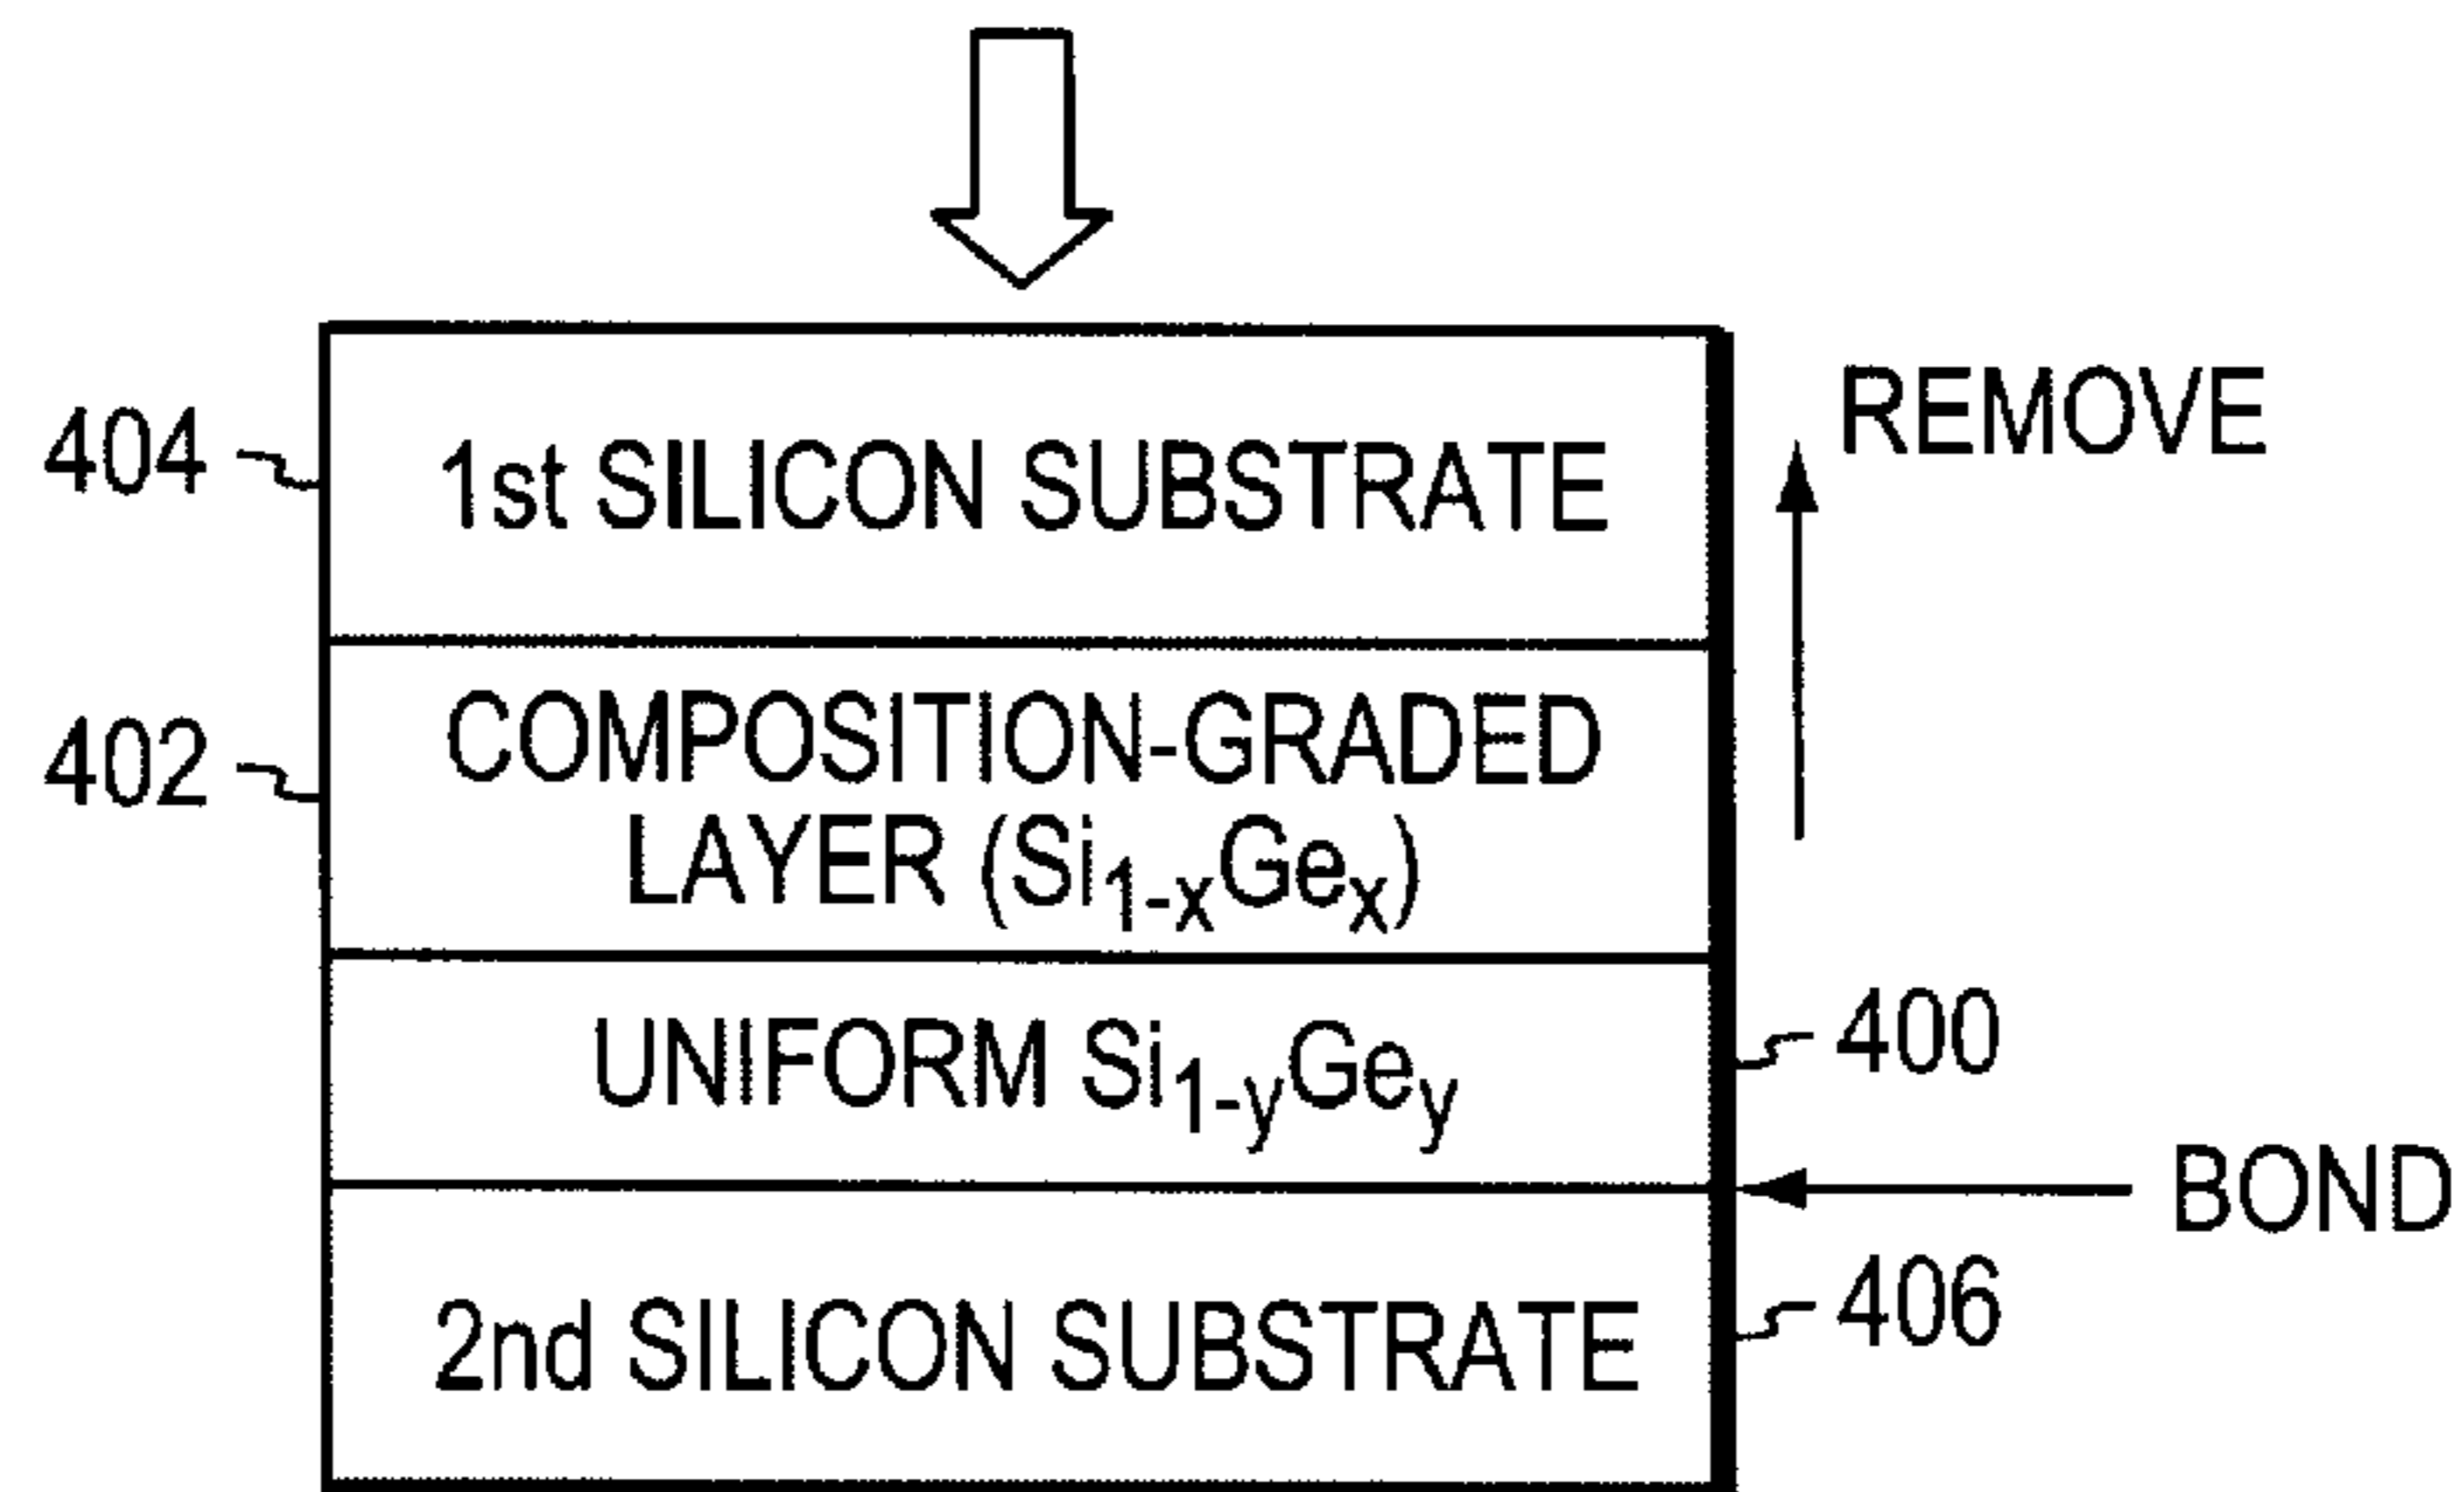 REMOVE
404
1st SILICON SUBSTRATE
402
COMPOSITION-GRADED
LAYER (Si1-xGex)
UNIFORM Si1-yGey
400
BOND
2nd SILICON SUBSTRATE
406